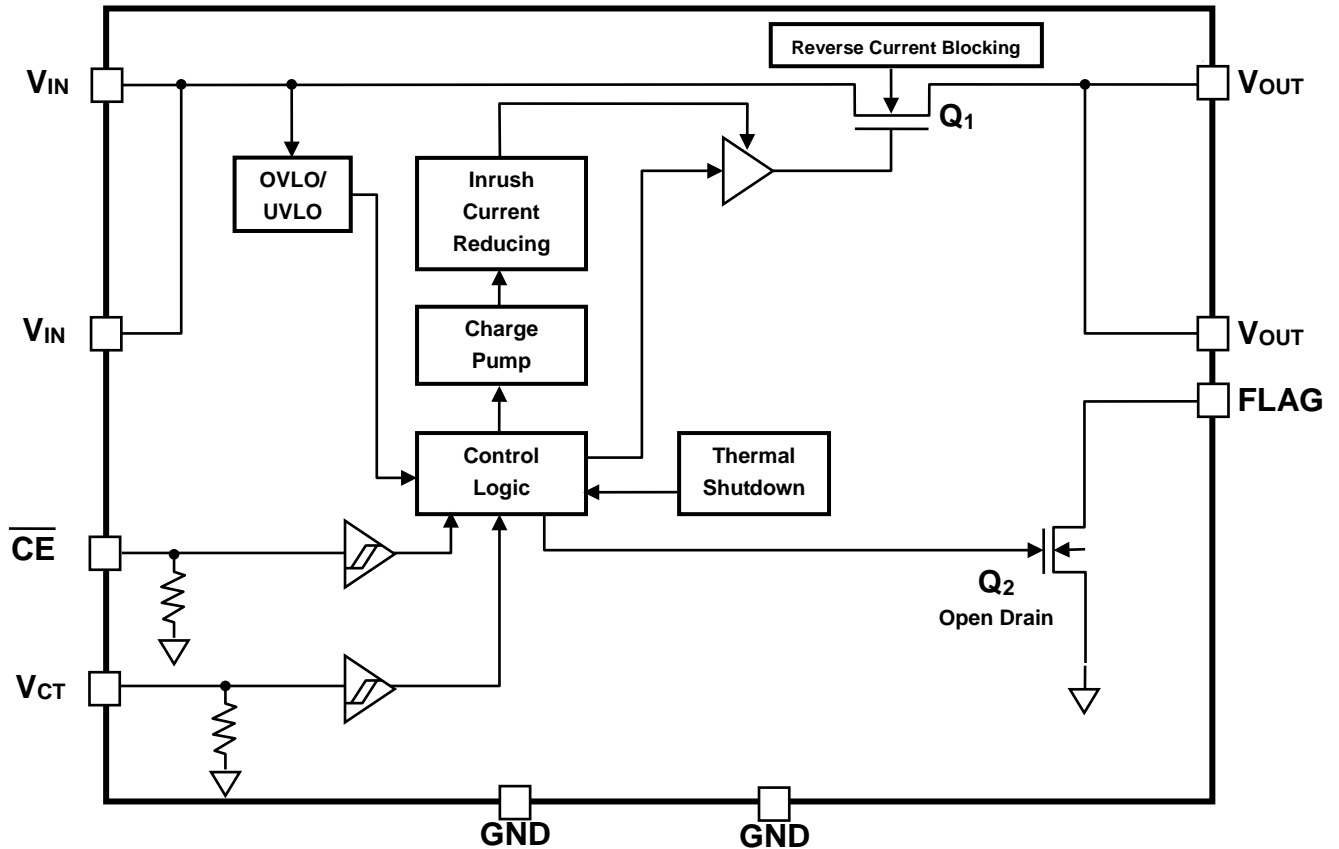 Reverse Current Blocking
VIN
VOUT
Q1
OVLO/
UVLO
Inrush
Current
Reducing
VIN
Charge
Pump
VOUT
FLAG
Control
Logic
Thermal
Shutdown
CE
Q2
Open Drain
VCT
GND
GND